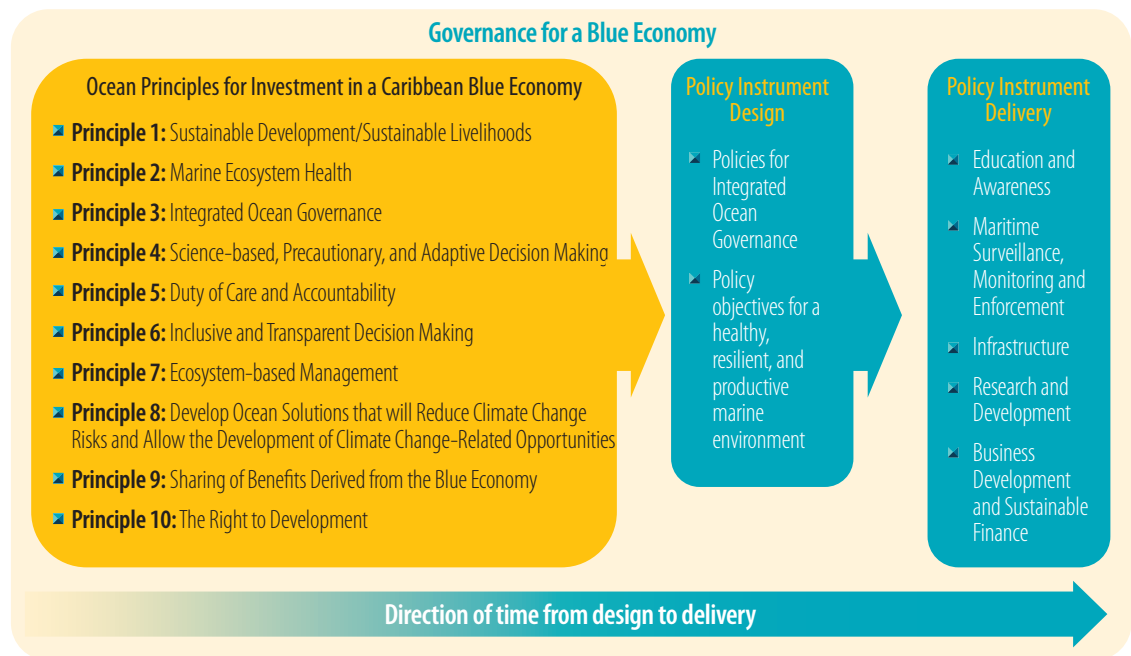 Governance for a Blue Economy
Ocean Principles for Investment in a Caribbean Blue Economy
Principle 1: Sustainable Development/Sustainable Livelihoods
Principle 2: Marine Ecosystem Health
Principle 3: Integrated Ocean Governance
Principle 4: Science-based, Precautionary, and Adaptive Decision Making
Principle 5: Duty of Care and Accountability
Principle 6: Inclusive and Transparent Decision Making
Principle 7: Ecosystem-based Management
Principle 8: Develop Ocean Solutions that will Reduce Climate Change
Risks and Allow the Development of Climate Change-Related Opportunities
Principle 9: Sharing of Benefits Derived from the Blue Economy
Principle 10: The Right to Development
Policy Instrument
Design
Policies for
Integrated
Ocean
Governance
Policy
objectives for a
healthy,
resilient, and
productive
marine
environment
Policy Instrument
Delivery
Education and
Awareness
Maritime
Surveillance,
Monitoring and
Enforcement
Infrastructure
Research and
Development
Business
Development
and Sustainable
Finance
Direction of time from design to delivery